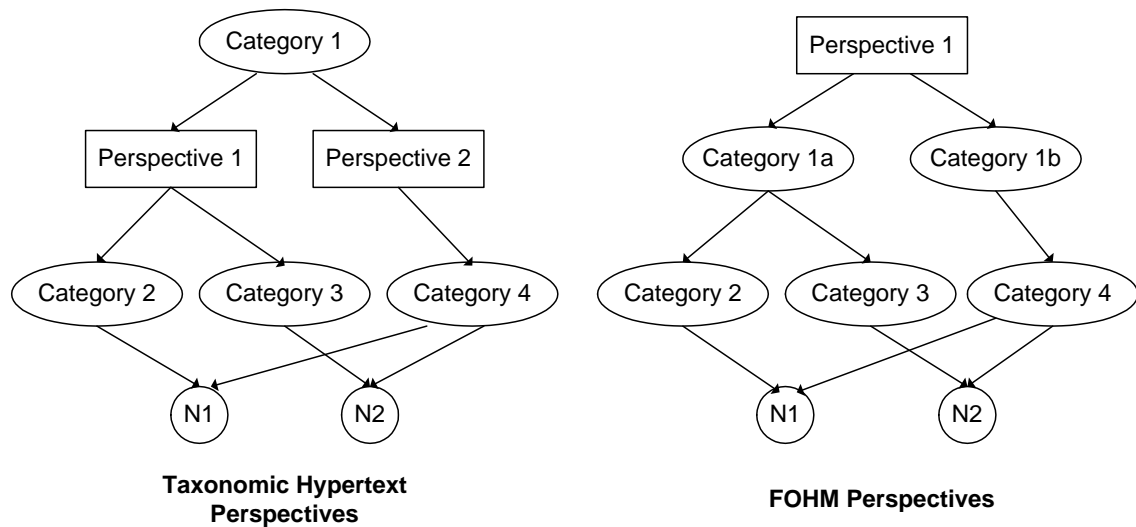 Category 1
Perspective 1
Perspective 2
Category 2
Category 3
Category 4
N1
N2
Taxonomic Hypertext
Perspectives
Perspective 1
Category 1a
Category 1b
Category 2
Category 3
Category 4
N1
N2
FOHM Perspectives